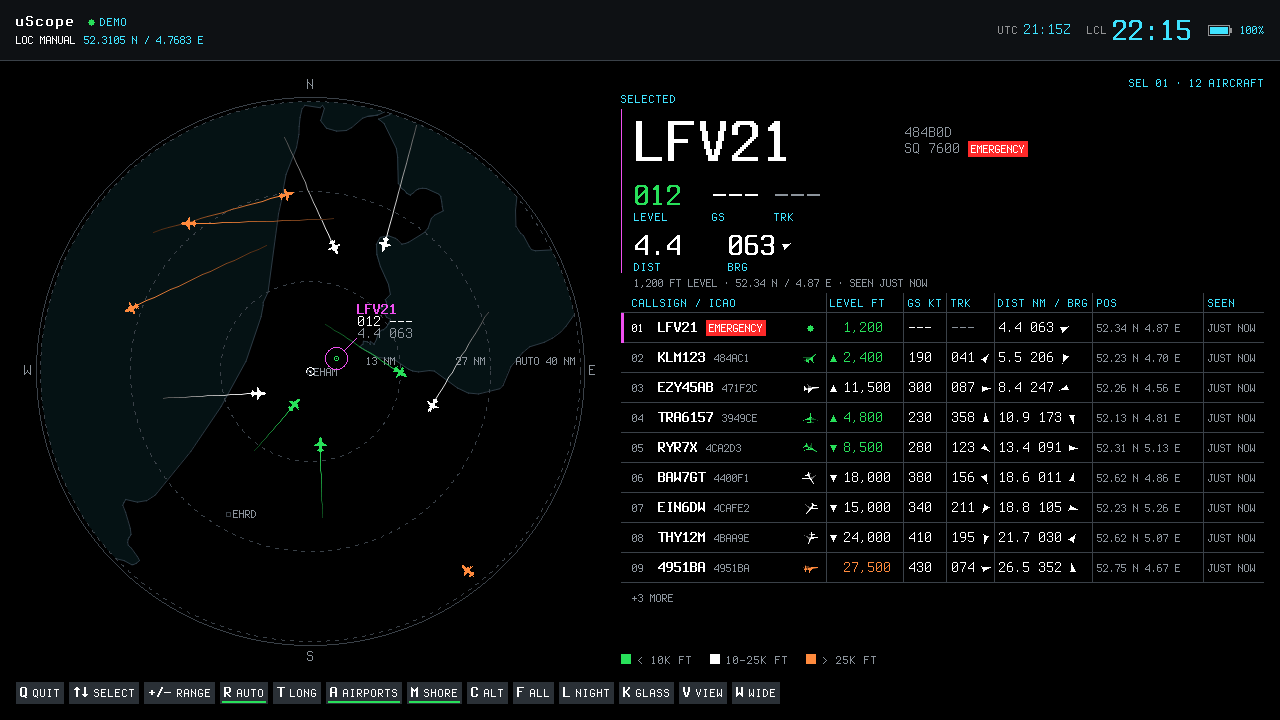 uScope DEMO
LOC MANUAL 52.3105 N / 4.7683 E
UTC 21:15Z LCL 22:15 100%
SEL 01 · 12 AIRCRAFT
SELECTED
LFV21
484B0D
SQ 7600 EMERGENCY
012 --- ---
LEVEL GS TRK
4.4 063
DIST BRG
1,200 FT LEVEL · 52.34 N / 4.87 E · SEEN JUST NOW
CALLSIGN / ICAO LEVEL FT GS KT TRK DIST NM / BRG POS SEEN
01 LFV21 EMERGENCY 1,200 --- --- 4.4 063 52.34 N 4.87 E JUST NOW
02 KLM123 484AC1 ▲ 2,400 190 041 5.5 206 52.23 N 4.70 E JUST NOW
03 EZY45AB 471F2C ▲ 11,500 300 087 8.4 247 52.26 N 4.56 E JUST NOW
04 TRA6157 3949CE ▲ 4,800 230 358 10.9 173 52.13 N 4.81 E JUST NOW
05 RYR7X 4CA2D3 ▼ 8,500 280 123 13.4 091 52.31 N 5.13 E JUST NOW
06 BAW7GT 4400F1 ▼ 18,000 380 156 18.6 011 52.62 N 4.86 E JUST NOW
07 EIN6DW 4CAFE2 ▼ 15,000 340 211 18.8 105 52.23 N 5.26 E JUST NOW
08 THY12M 4BAA9E ▼ 24,000 410 195 21.7 030 52.62 N 5.07 E JUST NOW
09 4951BA 4951BA 27,500 430 074 26.5 352 52.75 N 4.67 E JUST NOW
+3 MORE
< 10K FT 10-25K FT > 25K FT
N
LFV21
012 ---
4.4 063
13 NM 27 NM AUTO 40 NM
W EHAM E
EHRD
S
Q QUIT ↑↓ SELECT +/- RANGE R AUTO T LONG A AIRPORTS M SHORE C ALT F ALL L NIGHT K GLASS V VIEW W WIDE